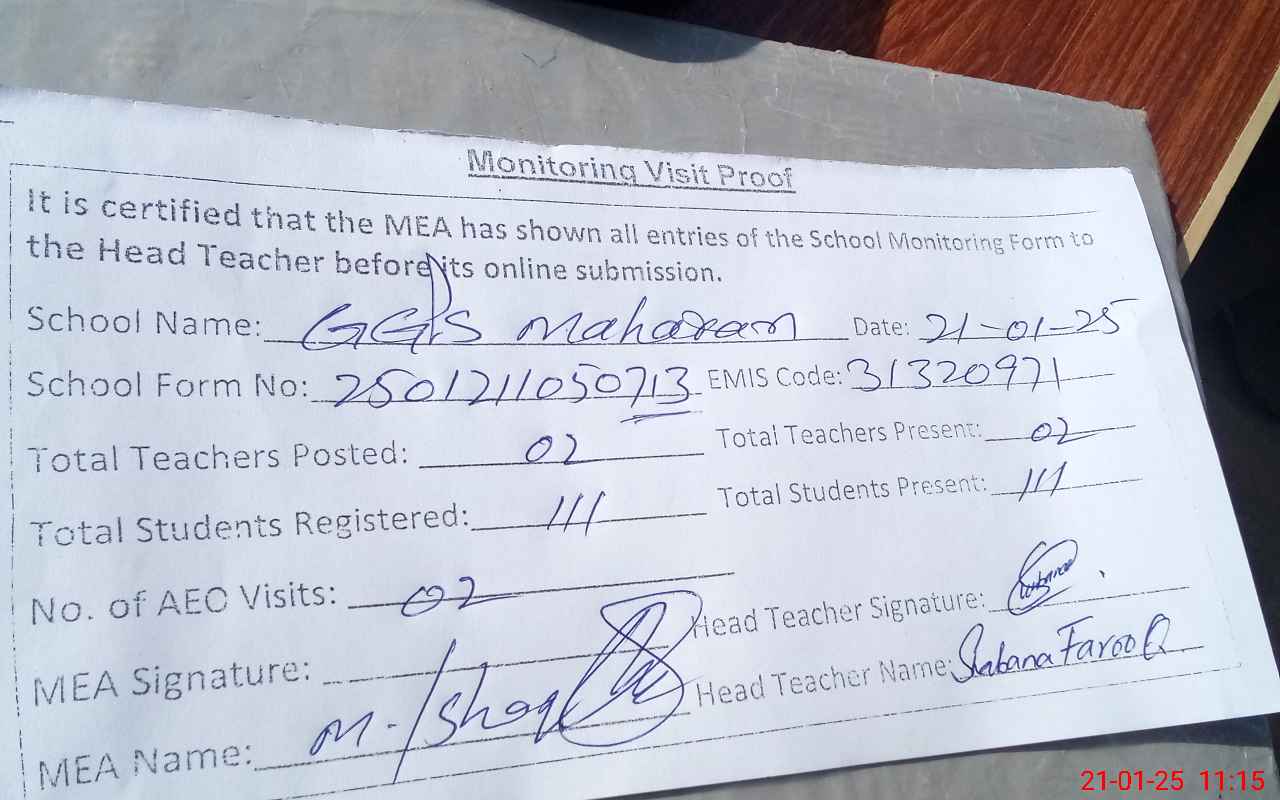 Monitoring Visit Proof
It is certified that the MEA has shown all entries of the School Monitoring Form to
the Head Teacher before its online submission.
School Name: GGPS Maharam Date: 21-01-25
School Form No: 2501211050713 EMIS Code: 31320971
Total Teachers Posted: 02 Total Teachers Present: 02
Total Students Registered: 111 Total Students Present: 111
No. of AEO Visits: 02
Head Teacher Signature:
MEA Signature:
Head Teacher Name: Shabana FarooQ
MEA Name: M. Ishaq
21-01-25 11:15